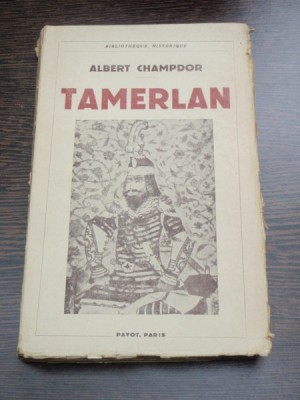 BIBLIOTHÈQUE HISTORIQUE
ALBERT CHAMPDOR
TAMERLAN
PAYOT, PARIS